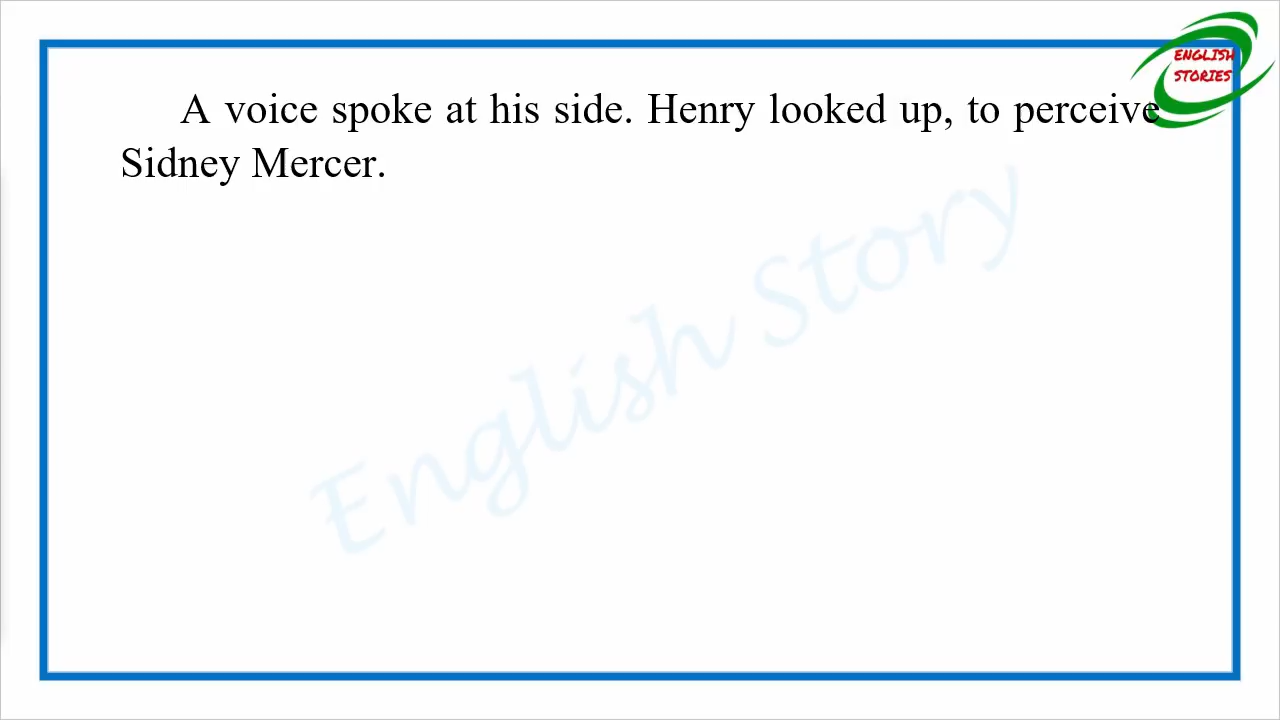 ENGLISH
STORIES
A voice spoke at his side. Henry looked up, to perceive
Sidney Mercer.
English Story